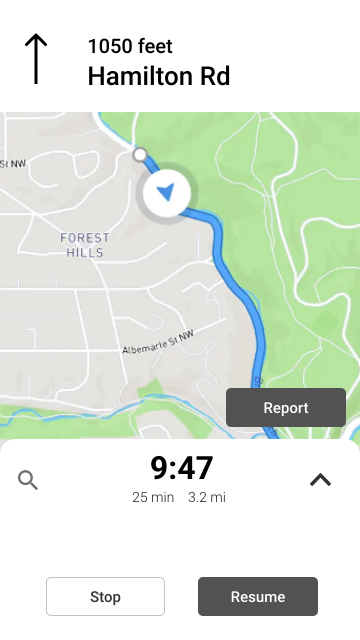 1050 feet
Hamilton Rd
St NW
FOREST
HILLS
Albemarle St NW
Report
9:47
25 min 3.2 mi
Stop
Resume